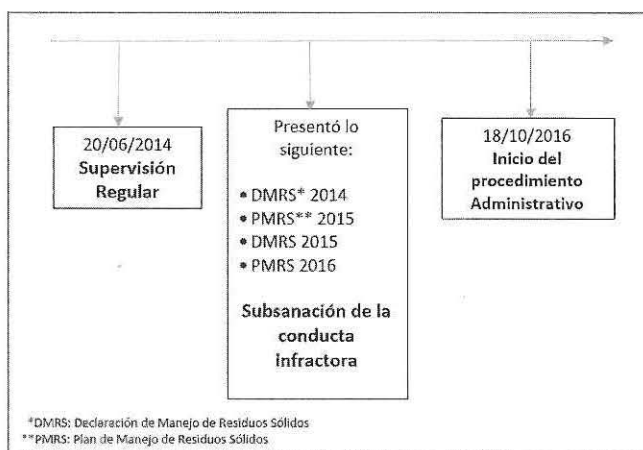 20/06/2014
Supervisión
Regular
Presentó lo
siguiente:
• DMRS* 2014
• PMRS** 2015
• DMRS 2015
• PMRS 2016
Subsanación de la
conducta
infractora
18/10/2016
Inicio del
procedimiento
Administrativo
*DMRS: Declaración de Manejo de Residuos Sólidos
**PMRS: Plan de Manejo de Residuos Sólidos